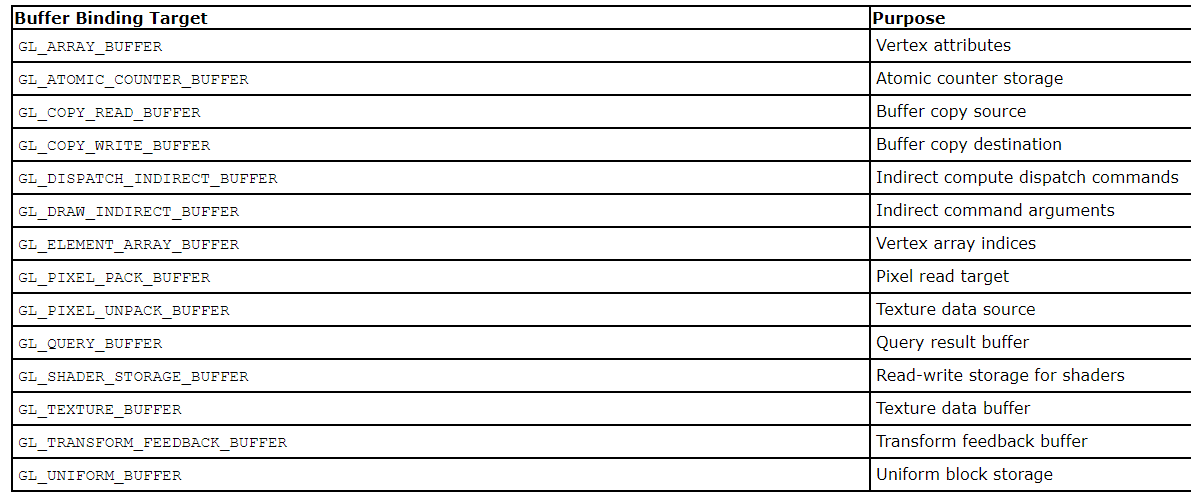 Buffer Binding Target Purpose
GL_ARRAY_BUFFER Vertex attributes
GL_ATOMIC_COUNTER_BUFFER Atomic counter storage
GL_COPY_READ_BUFFER Buffer copy source
GL_COPY_WRITE_BUFFER Buffer copy destination
GL_DISPATCH_INDIRECT_BUFFER Indirect compute dispatch commands
GL_DRAW_INDIRECT_BUFFER Indirect command arguments
GL_ELEMENT_ARRAY_BUFFER Vertex array indices
GL_PIXEL_PACK_BUFFER Pixel read target
GL_PIXEL_UNPACK_BUFFER Texture data source
GL_QUERY_BUFFER Query result buffer
GL_SHADER_STORAGE_BUFFER Read-write storage for shaders
GL_TEXTURE_BUFFER Texture data buffer
GL_TRANSFORM_FEEDBACK_BUFFER Transform feedback buffer
GL_UNIFORM_BUFFER Uniform block storage